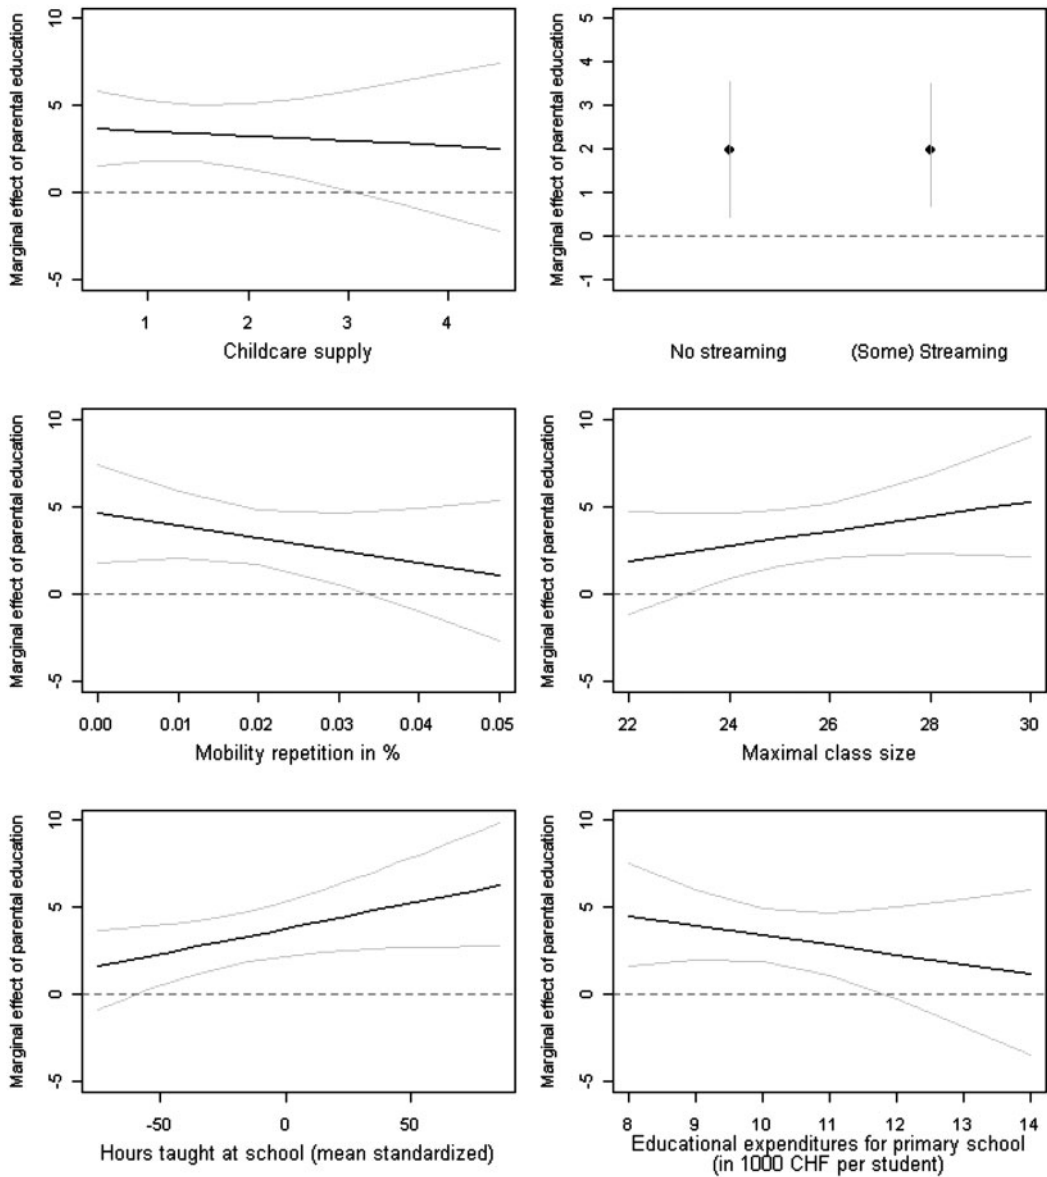 Marginal effect of parental education
10
5
0
-5
1 2 3 4
Childcare supply
Marginal effect of parental education
5
4
3
2
1
0
-1
No streaming (Some) Streaming
Marginal effect of parental education
10
5
0
-5
0.00 0.01 0.02 0.03 0.04 0.05
Mobility repetition in %
Marginal effect of parental education
10
5
0
-5
22 24 26 28 30
Maximal class size
Marginal effect of parental education
10
5
0
-5
-50 0 50
Hours taught at school (mean standardized)
Marginal effect of parental education
10
5
0
-5
8 9 10 11 12 13 14
Educational expenditures for primary school
(in 1000 CHF per student)